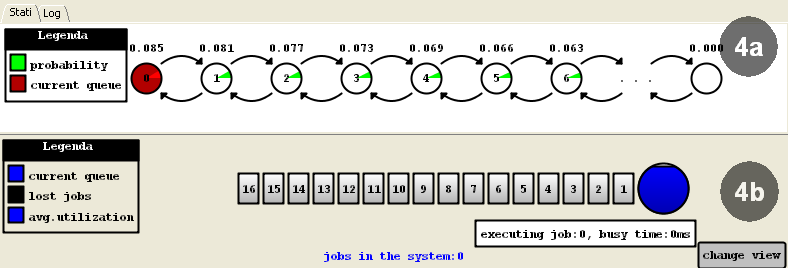 Stati Log
Legenda
probability
current queue
0.085 0.081 0.077 0.073 0.069 0.066 0.063 0.000
0 1 2 3 4 5 6 . . .
4a
Legenda
current queue
lost jobs
avg.utilization
16 15 14 13 12 11 10 9 8 7 6 5 4 3 2 1
4b
executing job:0, busy time:0ms
jobs in the system:0
change view